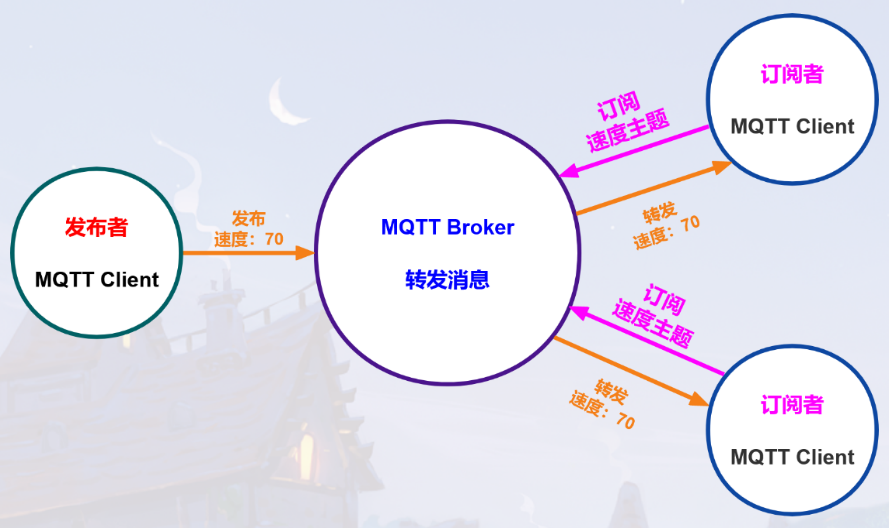 发布者
MQTT Client
发布
速度：70
MQTT Broker
转发消息
订阅
速度主题
转发
速度：70
订阅者
MQTT Client
订阅
速度主题
转发
速度：70
订阅者
MQTT Client